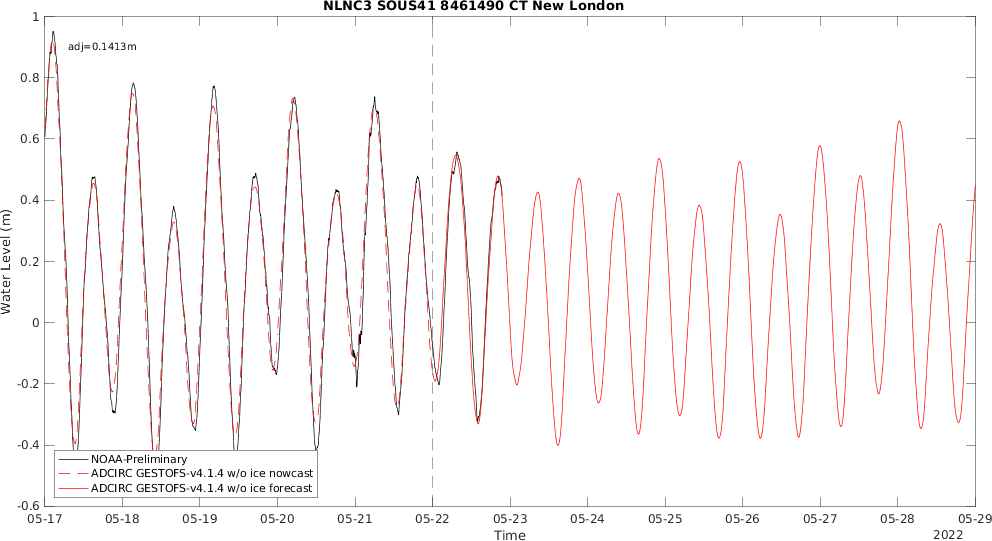 NLNC3 SOUS41 8461490 CT New London
adj=0.1413m
1
0.8
0.6
0.4
0.2
0
-0.2
-0.4
-0.6
Water Level (m)
NOAA-Preliminary
ADCIRC GESTOFS-v4.1.4 w/o ice nowcast
ADCIRC GESTOFS-v4.1.4 w/o ice forecast
05-17 05-18 05-19 05-20 05-21 05-22 05-23 05-24 05-25 05-26 05-27 05-28 05-29
Time
2022